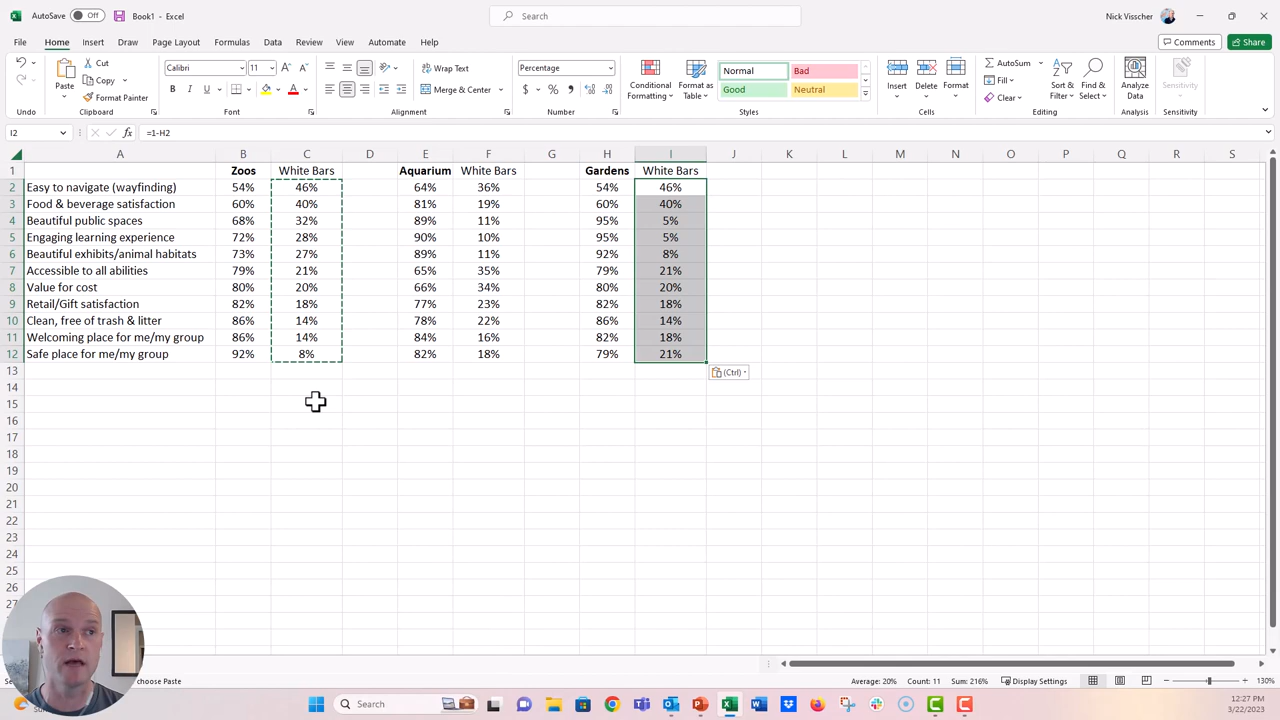 AutoSave Off Book1 - Excel Search Nick Visscher
File Home Insert Draw Page Layout Formulas Data Review View Automate Help Comments Share
Paste Cut Copy Format Painter Calibri 11 Wrap Text Merge & Center Percentage Conditional Formatting Format as Table Normal Bad Good Neutral Insert Delete Format AutoSum Fill Clear Sort & Filter Find & Select Analyze Data Sensitivity
Undo Clipboard Font Alignment Number Styles Cells Editing Analysis Sensitivity
I2 fx =1-H2
A B C D E F G H I J K L M N O P Q R S
1 Zoos White Bars Aquarium White Bars Gardens White Bars
2 Easy to navigate (wayfinding) 54% 46% 64% 36% 54% 46%
3 Food & beverage satisfaction 60% 40% 81% 19% 60% 40%
4 Beautiful public spaces 68% 32% 89% 11% 95% 5%
5 Engaging learning experience 72% 28% 90% 10% 95% 5%
6 Beautiful exhibits/animal habitats 73% 27% 89% 11% 92% 8%
7 Accessible to all abilities 79% 21% 65% 35% 79% 21%
8 Value for cost 80% 20% 66% 34% 80% 20%
9 Retail/Gift satisfaction 82% 18% 77% 23% 82% 18%
10 Clean, free of trash & litter 86% 14% 78% 22% 86% 14%
11 Welcoming place for me/my group 86% 14% 84% 16% 82% 18%
12 Safe place for me/my group 92% 8% 82% 18% 79% 21%
13 (Ctrl)
14
15
16
17
18
19
20
21
22
23
24
25
26
27
choose Paste Average: 20% Count: 11 Sum: 216% Display Settings 130%
Search 12:27 PM
3/22/2023